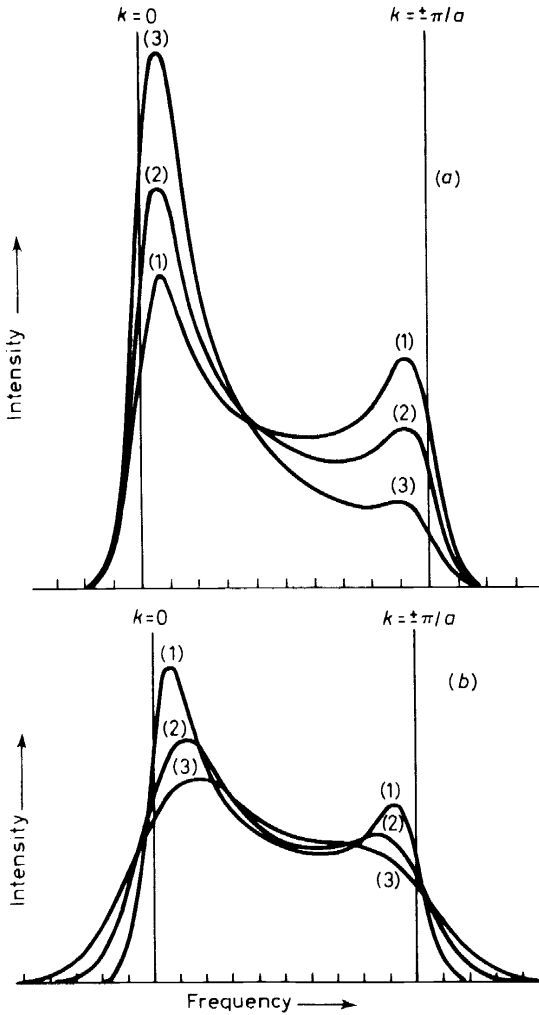 k=0
k=±π/a
(3)
(a)
(2)
(1)
(1)
(2)
(3)
Intensity
k=0
k=±π/a
(1)
(b)
(2)
(3)
(1)
(2)
(3)
Intensity
Frequency